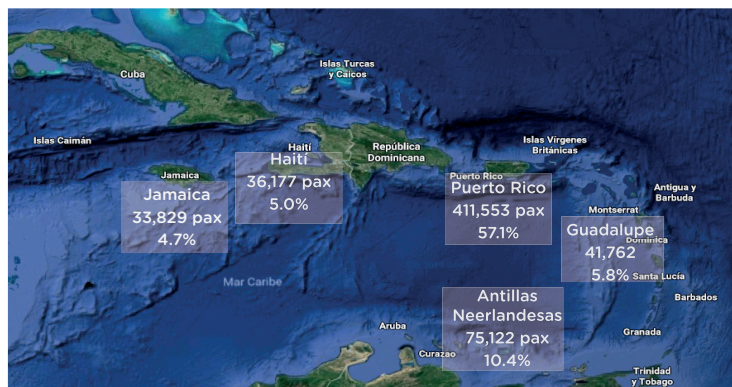 Islas Turcas
y Caicos
Cuba
Islas Caimán
Haití
República
Dominicana
Islas Vírgenes
Británicas
Haití
36,177 pax
5.0%
Jamaica
Jamaica
33,829 pax
4.7%
Puerto Rico
Puerto Rico
411,553 pax
57.1%
Antigua y
Barbuda
Montserrat
Guadalupe
41,762
5.8%
Dominica
Santa Lucía
Mar Caribe
Barbados
Antillas
Neerlandesas
75,122 pax
10.4%
Aruba
Curazao
Granada
Trinidad
y Tobago